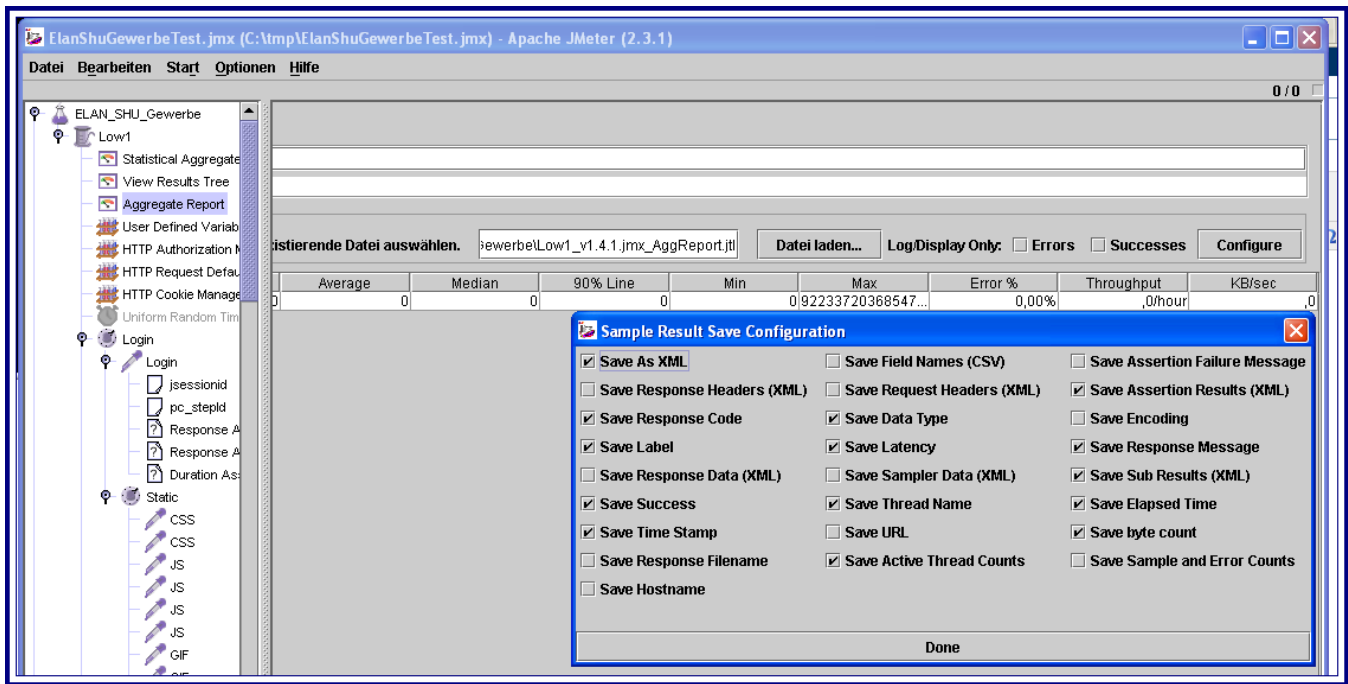 ElanShuGewerbeTest.jmx (C:\tmp\ElanShuGewerbeTest.jmx) - Apache JMeter (2.3.1)
Datei Bearbeiten Start Optionen Hilfe
0 / 0
ELAN_SHU_Gewerbe
Low1
Statistical Aggregate
View Results Tree
Aggregate Report
User Defined Variab
HTTP Authorization M
HTTP Request Defau
HTTP Cookie Manage
Uniform Random Tim
Login
Login
jsessionid
pc_stepId
Response A
Response A
Duration As
Static
CSS
CSS
JS
JS
JS
JS
GIF
istierende Datei auswählen. ewerbe\Low1_v1.4.1.jmx_AggReport.jtl Datei laden... Log/Display Only: Errors Successes Configure
Average Median 90% Line Min Max Error % Throughput KB/sec
0 0 0 0 0 92233720368547... 0,00% ,0/hour ,0
Sample Result Save Configuration
Save As XML Save Field Names (CSV) Save Assertion Failure Message
Save Response Headers (XML) Save Request Headers (XML) Save Assertion Results (XML)
Save Response Code Save Data Type Save Encoding
Save Label Save Latency Save Response Message
Save Response Data (XML) Save Sampler Data (XML) Save Sub Results (XML)
Save Success Save Thread Name Save Elapsed Time
Save Time Stamp Save URL Save byte count
Save Response Filename Save Active Thread Counts Save Sample and Error Counts
Save Hostname
Done